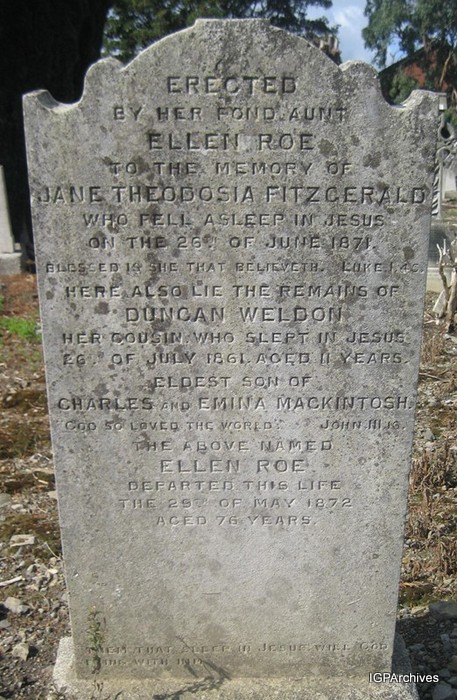 ERECTED
BY HER FOND AUNT
ELLEN ROE
TO THE MEMORY OF
JANE THEODOSIA FITZGERALD
WHO FELL ASLEEP IN JESUS
ON THE 26TH OF JUNE 1871.
BLESSED IS SHE THAT BELIEVETH. LUKE.I.45.
HERE ALSO LIE THE REMAINS OF
DUNCAN WELDON
HER COUSIN, WHO SLEPT IN JESUS
26TH OF JULY 1861. AGED 11 YEARS.
ELDEST SON OF
CHARLES AND EMINA MACKINTOSH.
"GOD SO LOVED THE WORLD". JOHN.III.16.
THE ABOVE NAMED
ELLEN ROE
DEPARTED THIS LIFE
THE 29TH OF MAY 1872
AGED 76 YEARS.
THEM THAT SLEEP IN JESUS, WILL GOD
BRING WITH HIM
IGPArchives